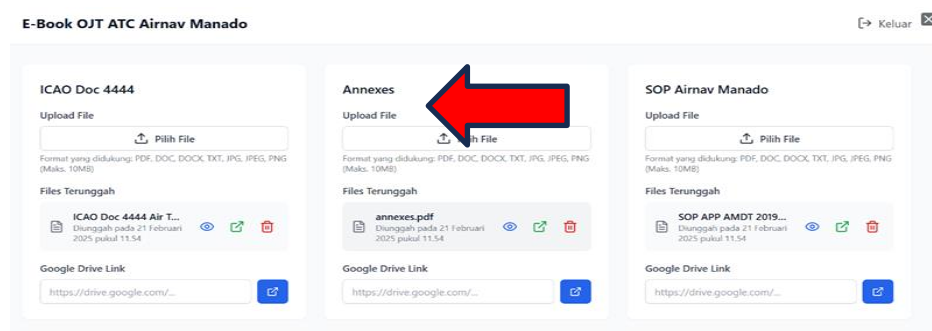 E-Book OJT ATC Airnav Manado
Keluar
ICAO Doc 4444
Upload File
Pilih File
Format yang didukung: PDF, DOC, DOCX, TXT, JPG, JPEG, PNG
(Maks. 10MB)
Files Terunggah
ICAO Doc 4444 Air T...
Diunggah pada 21 Februari
2025 pukul 11.54
Google Drive Link
https://drive.google.com/...
Annexes
Upload File
File
Format yang didukung: PDF, DOC, DOCX, TXT, JPG, JPEG, PNG
(Maks. 10MB)
Files Terunggah
annexes.pdf
Diunggah pada 21 Februari
2025 pukul 11.54
Google Drive Link
https://drive.google.com/...
SOP Airnav Manado
Upload File
Pilih File
Format yang didukung: PDF, DOC, DOCX, TXT, JPG, JPEG, PNG
(Maks. 10MB)
Files Terunggah
SOP APP AMDT 2019...
Diunggah pada 21 Februari
2025 pukul 11.54
Google Drive Link
https://drive.google.com/...